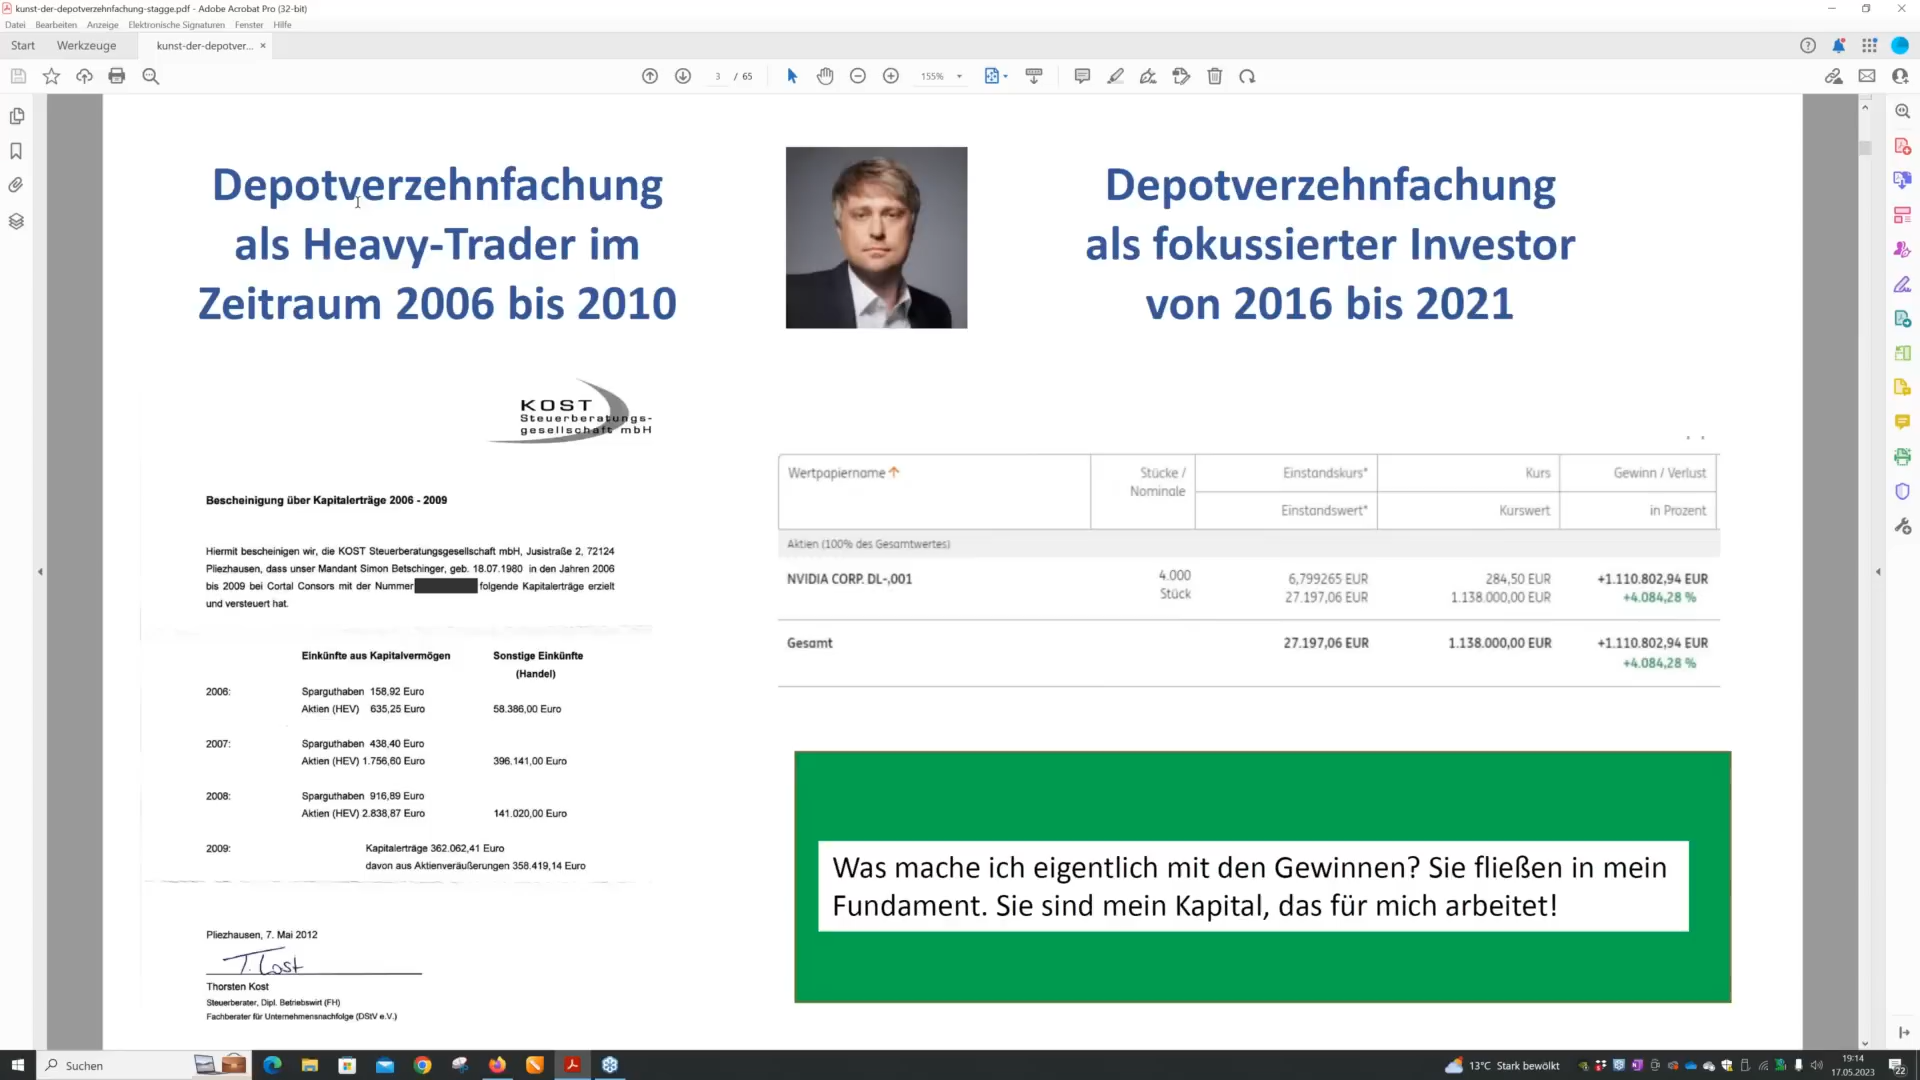 kunst-der-depotverzehnfachung-stagge.pdf - Adobe Acrobat Pro (32-bit)
Datei Bearbeiten Anzeige Elektronische Signaturen Fenster Hilfe
Start Werkzeuge kunst-der-depotver... ×
3 / 65 155%
Depotverzehnfachung
als Heavy-Trader im
Zeitraum 2006 bis 2010
Depotverzehnfachung
als fokussierter Investor
von 2016 bis 2021
KOST
Steuerberatungs-
gesellschaft mbH
Bescheinigung über Kapitalerträge 2006 - 2009
Hiermit bescheinigen wir, die KOST Steuerberatungsgesellschaft mbH, Jusistraße 2, 72124
Pliezhausen, dass unser Mandant Simon Betschinger, geb. 18.07.1980 in den Jahren 2006
bis 2009 bei Cortal Consors mit der Nummer folgende Kapitalerträge erzielt
und versteuert hat.
Einkünfte aus Kapitalvermögen Sonstige Einkünfte
(Handel)
2006: Sparguthaben 158,92 Euro
Aktien (HEV) 635,25 Euro 58.386,00 Euro
2007: Sparguthaben 438,40 Euro
Aktien (HEV) 1.756,60 Euro 396.141,00 Euro
2008: Sparguthaben 916,89 Euro
Aktien (HEV) 2.838,87 Euro 141.020,00 Euro
2009: Kapitalerträge 362.062,41 Euro
davon aus Aktienveräußerungen 358.419,14 Euro
Pliezhausen, 7. Mai 2012
T. Kost
Thorsten Kost
Steuerberater, Dipl. Betriebswirt (FH)
Fachberater für Unternehmensnachfolge (DStV e.V.)
Wertpapiername Stücke / Einstandskurs* Kurs Gewinn / Verlust
Nominale
Einstandswert* Kurswert in Prozent
Aktien (100% des Gesamtwertes)
NVIDIA CORP. DL-,001 4.000 6,799265 EUR 284,50 EUR +1.110.802,94 EUR
Stück 27.197,06 EUR 1.138.000,00 EUR +4.084,28 %
Gesamt 27.197,06 EUR 1.138.000,00 EUR +1.110.802,94 EUR
+4.084,28 %
Was mache ich eigentlich mit den Gewinnen? Sie fließen in mein
Fundament. Sie sind mein Kapital, das für mich arbeitet!
Suchen
13°C Stark bewölkt
19:14
17.05.2023
22